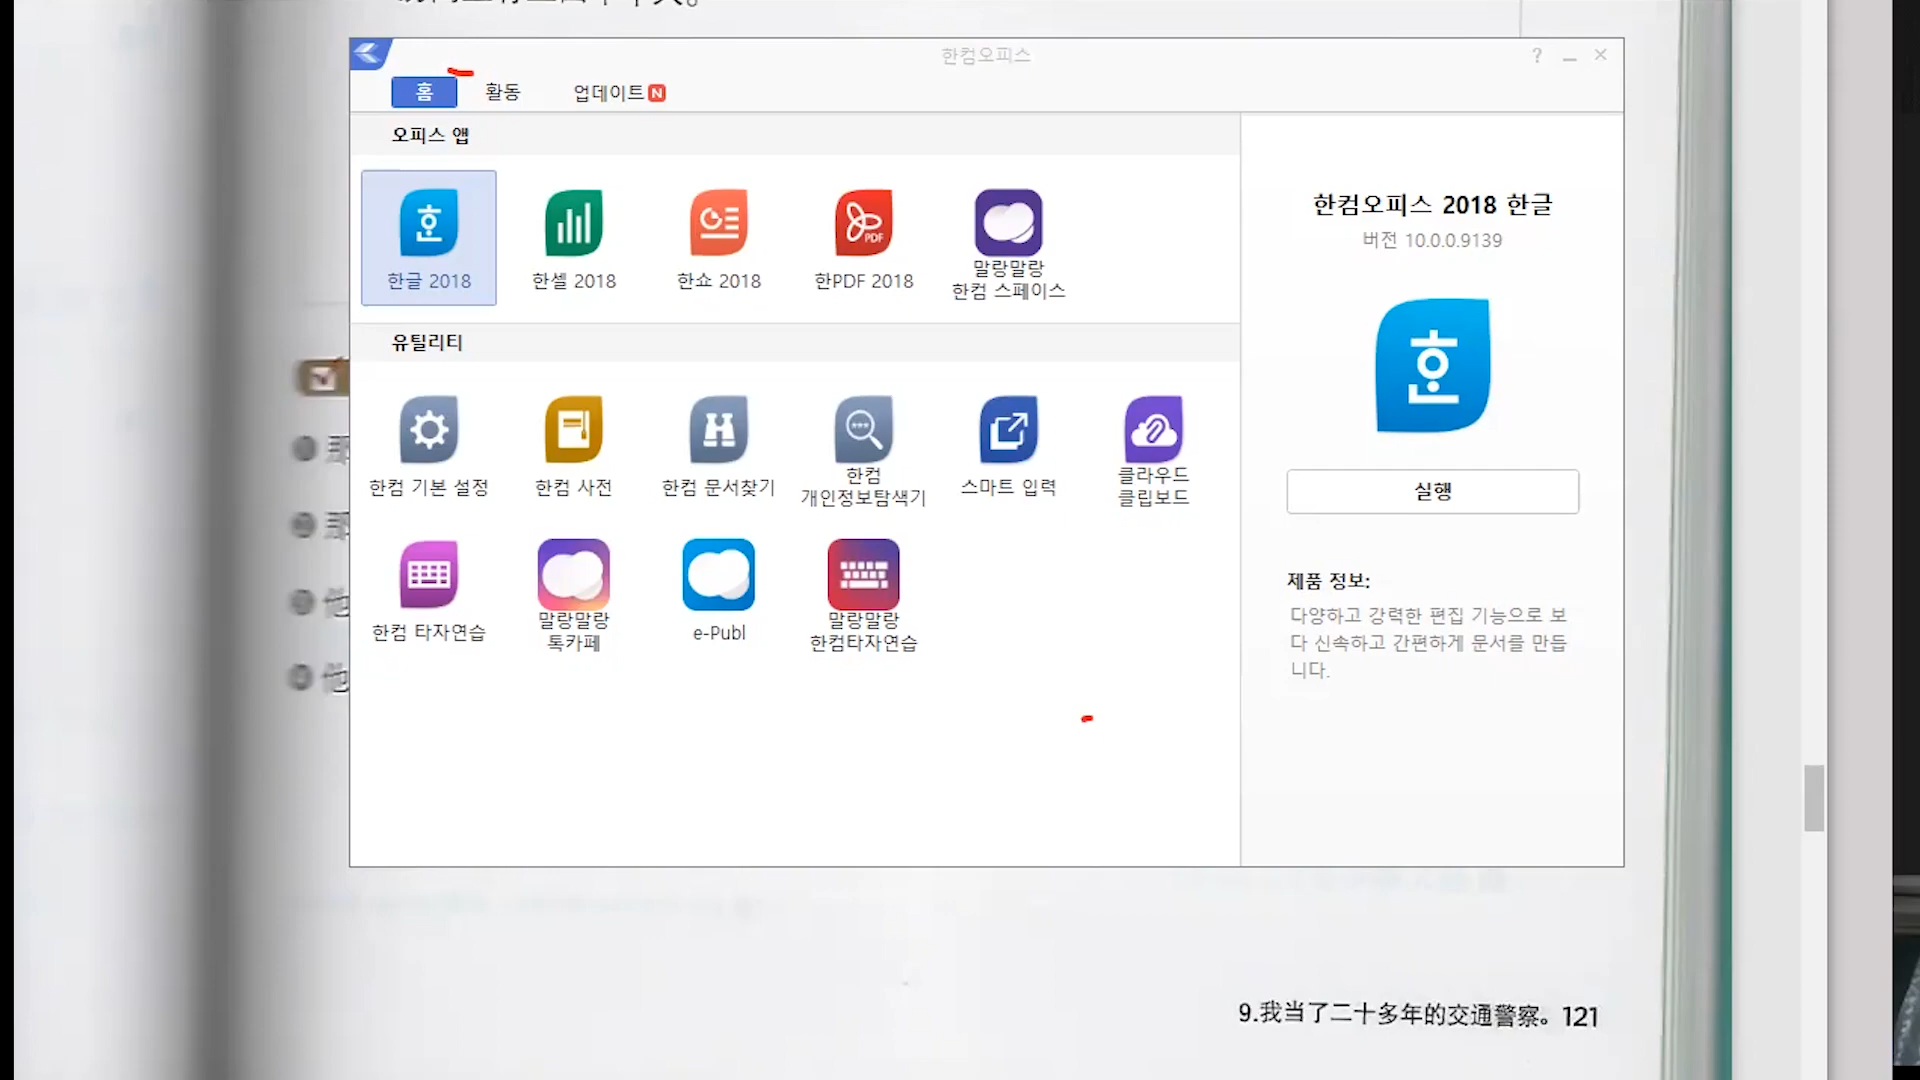 한컴오피스
홈 활동 업데이트 N
오피스 앱
한글 2018
한셀 2018
한쇼 2018
PDF
한PDF 2018
말랑말랑
한컴 스페이스
유틸리티
한컴 기본 설정
한컴 사전
한컴 문서찾기
한컴
개인정보탐색기
스마트 입력
클라우드
클립보드
한컴 타자연습
말랑말랑
톡카페
e-Publ
말랑말랑
한컴타자연습
한컴오피스 2018 한글
버전 10.0.0.9139
실행
제품 정보:
다양하고 강력한 편집 기능으로 보
다 신속하고 간편하게 문서를 만듭
니다.
那
那
他
他
9.我当了二十多年的交通警察。121